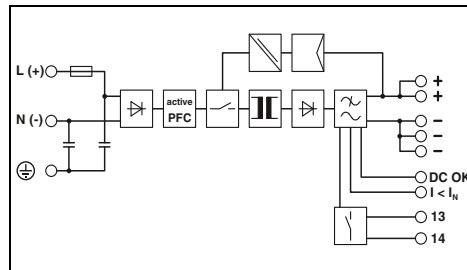 L (+)
N (-)
active
PFC
+
+
−
−
−
DC OK
I < IN
13
14